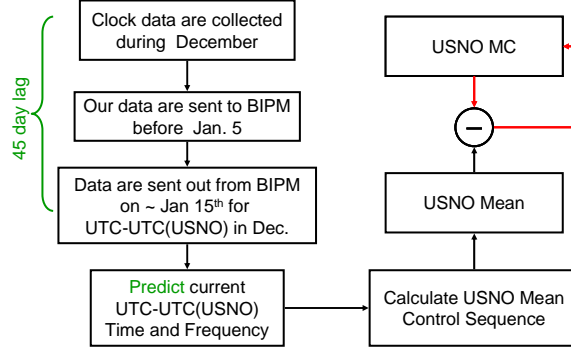 Clock data are collected
during December
45 day lag
Our data are sent to BIPM
before Jan. 5
Data are sent out from BIPM
on ~ Jan 15th for
UTC-UTC(USNO) in Dec.
Predict current
UTC-UTC(USNO)
Time and Frequency
Calculate USNO Mean
Control Sequence
USNO Mean
−
USNO MC